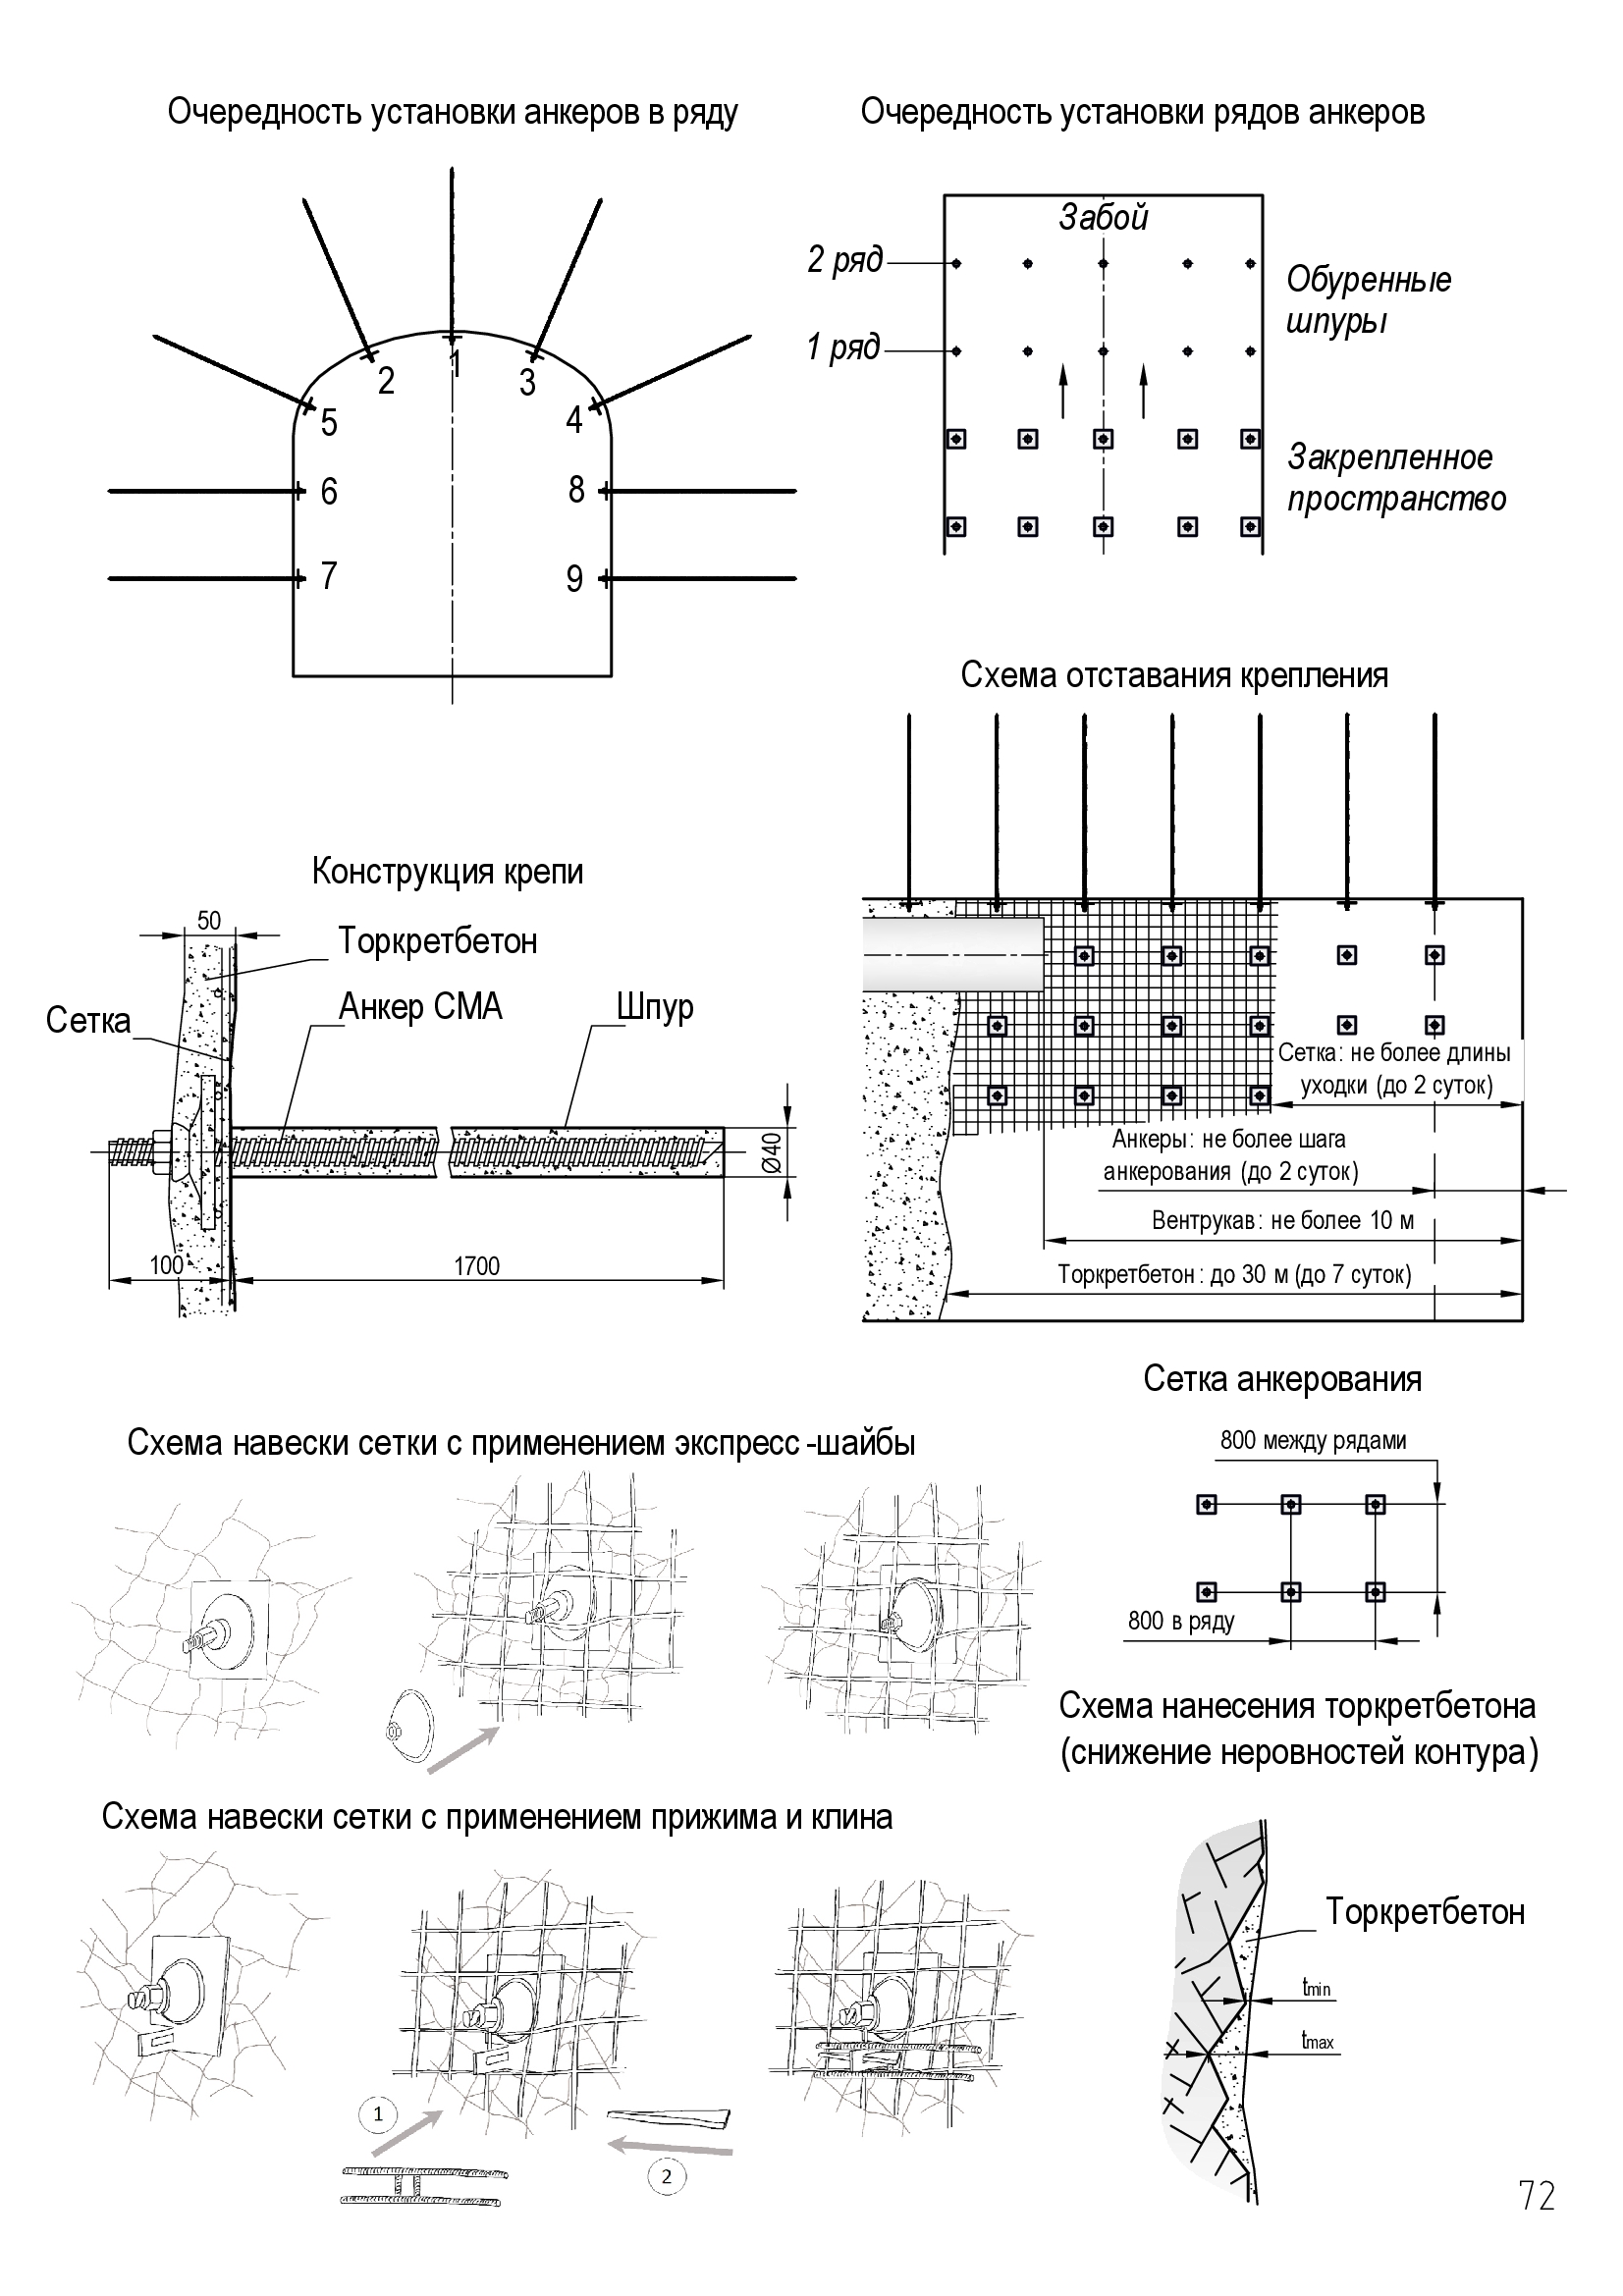 Очередность установки анкеров в ряду
1
2
3
5
4
6
8
7
9
Очередность установки рядов анкеров
Забой
2 ряд
1 ряд
Обуренные
шпуры
Закрепленное
пространство
Схема отставания крепления
Сетка: не более длины
уходки (до 2 суток)
Анкеры: не более шага
анкерования (до 2 суток)
Вентрукав: не более 10 м
Торкретбетон: до 30 м (до 7 суток)
Конструкция крепи
50
Торкретбетон
Сетка
Анкер СМА
Шпур
Ø40
100
1700
Сетка анкерования
800 между рядами
800 в ряду
Схема навески сетки с применением экспресс-шайбы
Схема нанесения торкретбетона
(снижение неровностей контура)
Торкретбетон
tmin
tmax
Схема навески сетки с применением прижима и клина
1
2
72